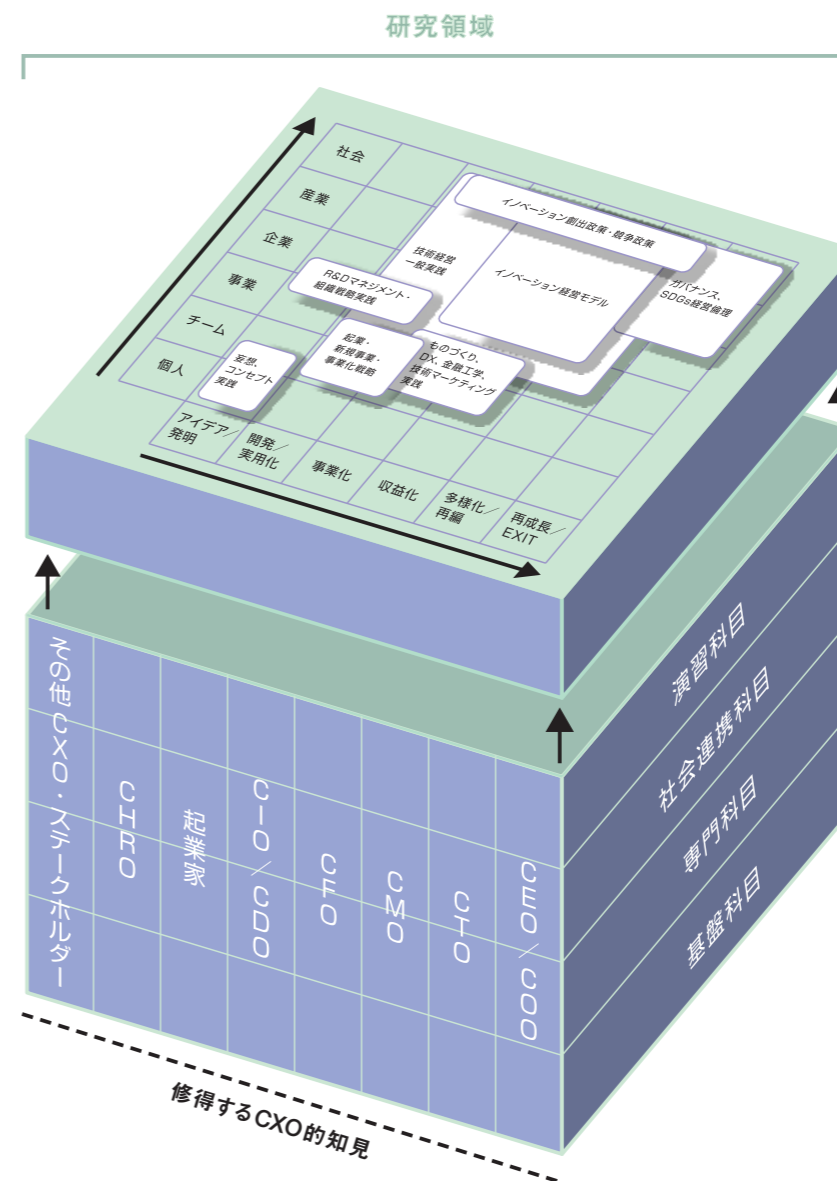 研究領域
社会
産業
企業
事業
チーム
個人
イノベーション創出政策・競争政策
技術経営
一般実践
イノベーション経営モデル
ガバナンス、
SDGs経営倫理
R&Dマネジメント・
組織戦略実践
起業・
新規事業・
事業化戦略
ものづくり、
DX、金融工学、
技術マーケティング
実践
妄想、
コンセプト
実践
アイデア/
発明
開発/
実用化
事業化
収益化
多様化/
再編
再成長/
EXIT
その他CXO・ステークホルダー
CHRO
起業家
CIO/CDO
CFO
CMO
CTO
CEO/COO
演習科目
社会連携科目
専門科目
基盤科目
修得するCXO的知見